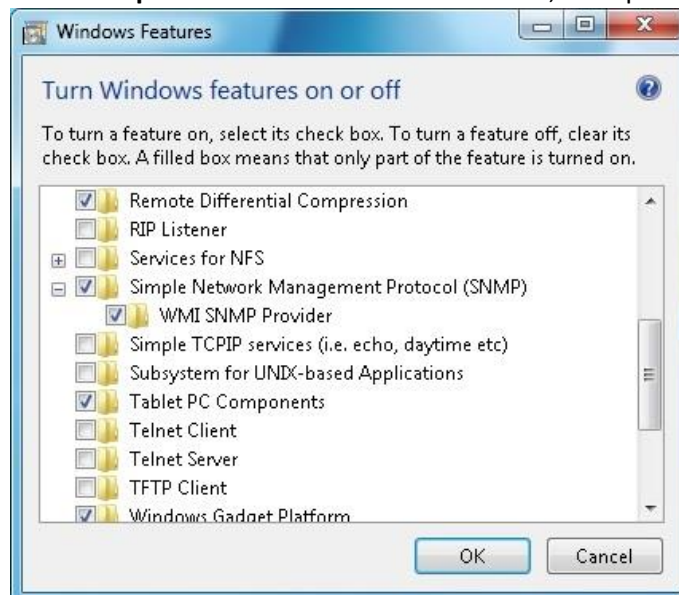 Windows Features
Turn Windows features on or off
To turn a feature on, select its check box. To turn a feature off, clear its
check box. A filled box means that only part of the feature is turned on.
Remote Differential Compression
RIP Listener
Services for NFS
Simple Network Management Protocol (SNMP)
WMI SNMP Provider
Simple TCPIP services (i.e. echo, daytime etc)
Subsystem for UNIX-based Applications
Tablet PC Components
Telnet Client
Telnet Server
TFTP Client
Windows Gadget Platform
OK Cancel